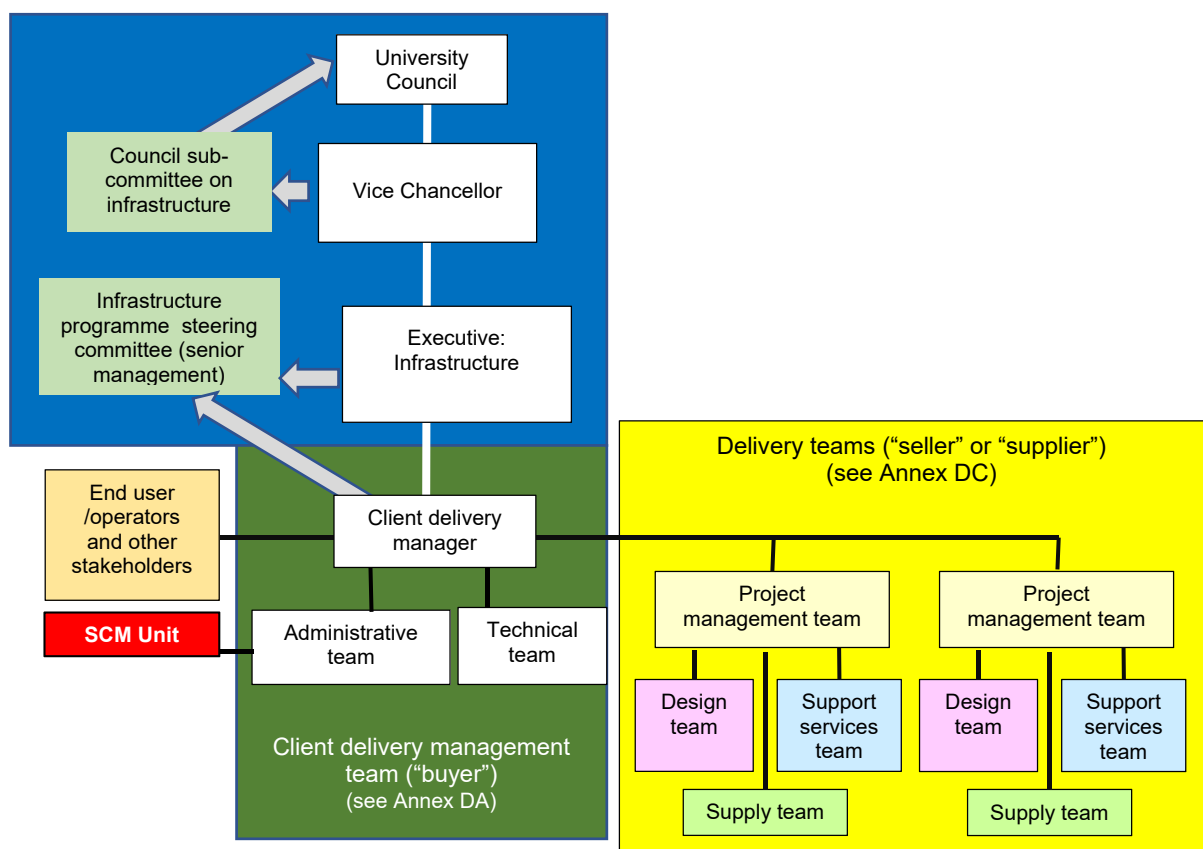 University
Council
Council sub-
committee on
infrastructure
Vice Chancellor
Infrastructure
programme steering
committee (senior
management)
Executive:
Infrastructure
Delivery teams (“seller” or “supplier”)
(see Annex DC)
End user
/operators
and other
stakeholders
Client delivery
manager
SCM Unit
Administrative
team
Technical
team
Project
management team
Project
management team
Design
team
Support
services
team
Design
team
Support
services
team
Supply team
Supply team
Client delivery management
team (“buyer”)
(see Annex DA)